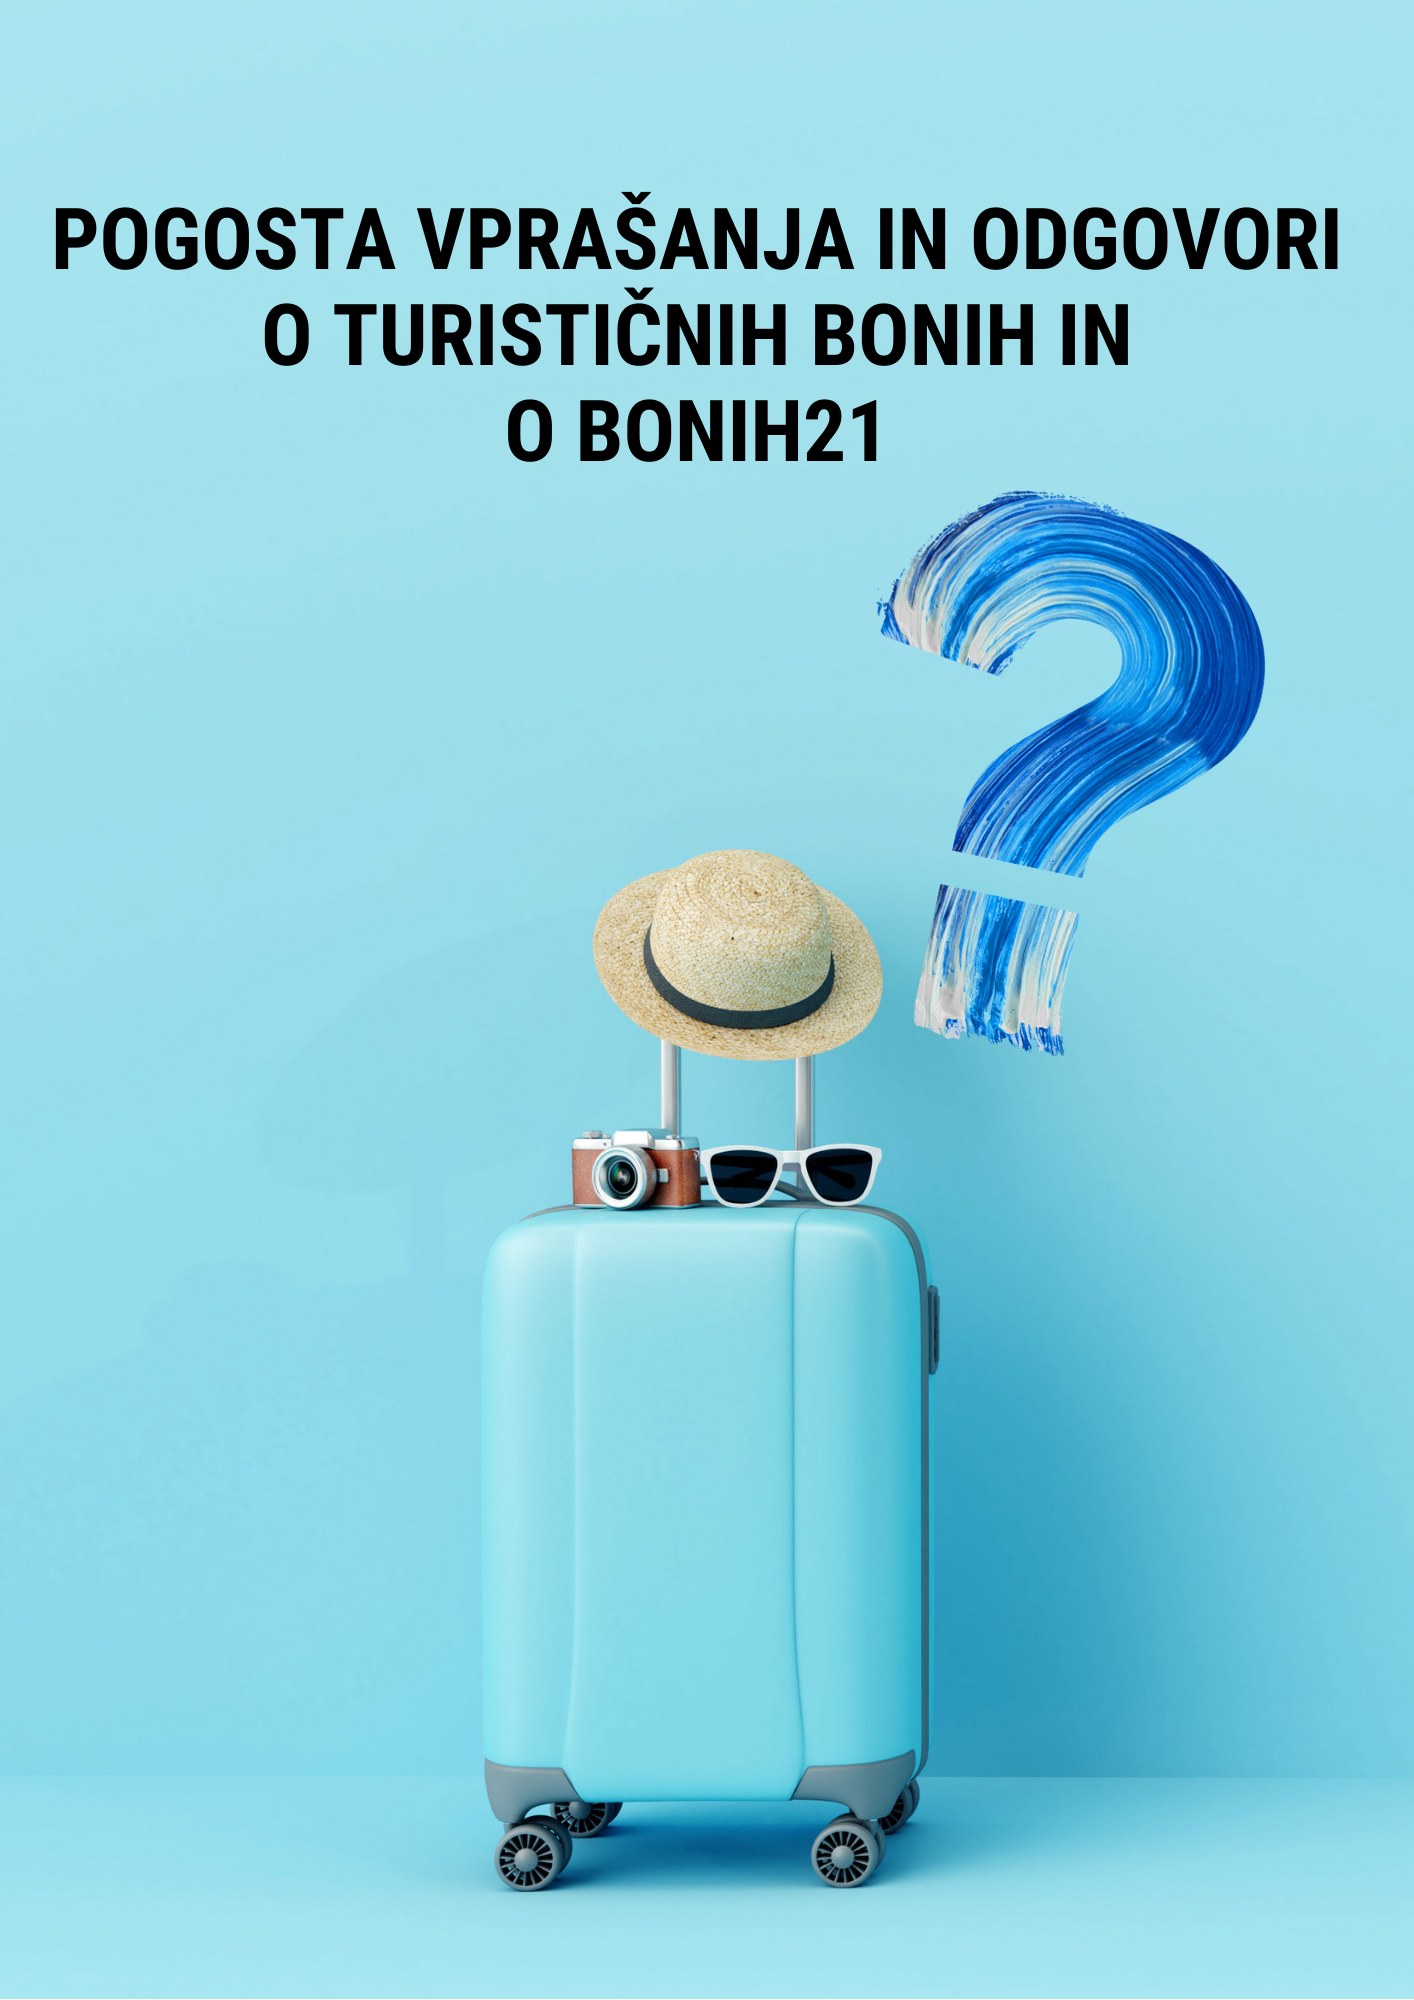 POGOSTA VPRAŠANJA IN ODGOVORI
O TURISTIČNIH BONIH IN
O BONIH21